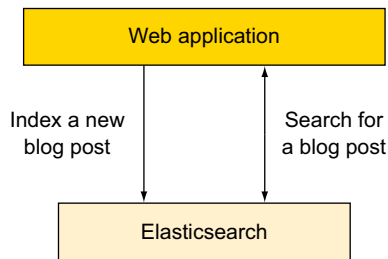 Web application
Index a new
blog post
Search for
a blog post
Elasticsearch